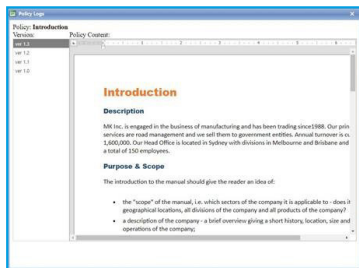 Policy Logs
Policy: Introduction
Version:
Policy Content:
ver 1.3
ver 1.2
ver 1.1
ver 1.0
Introduction
Description
MK Inc. is engaged in the business of manufacturing and has been trading since1988. Our prin
services are road management and we sell them to government entities. Annual turnover is cu
1,600,000. Our Head Office is located in Sydney with divisions in Melbourne and Brisbane and
a total of 150 employees.
Purpose & Scope
The introduction to the manual should give the reader an idea of:
• the "scope" of the manual, i.e. which sectors of the company it is applicable to - does it
geographical locations, all divisions of the company and all products of the company?
• a description of the company - a brief overview giving a short history, location, size and
operations of the company;